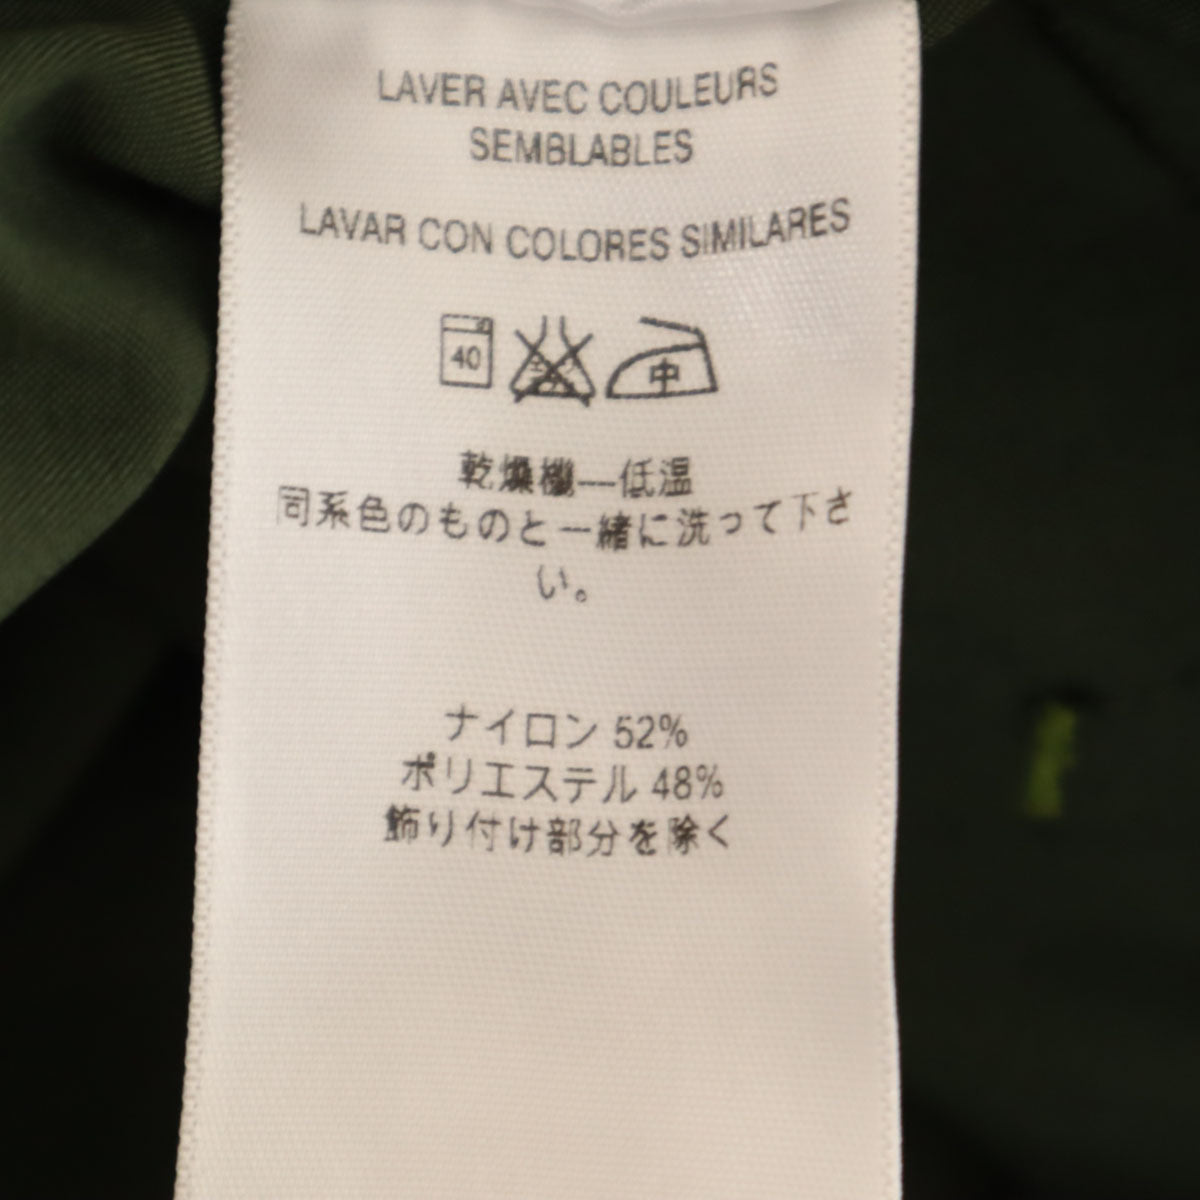 LAVER AVEC COULEURS
SEMBLABLES
LAVAR CON COLORES SIMILARES
40 中
乾燥機—低温
同系色のものと一緒に洗って下さ
い。
ナイロン 52%
ポリエステル 48%
飾り付け部分を除く